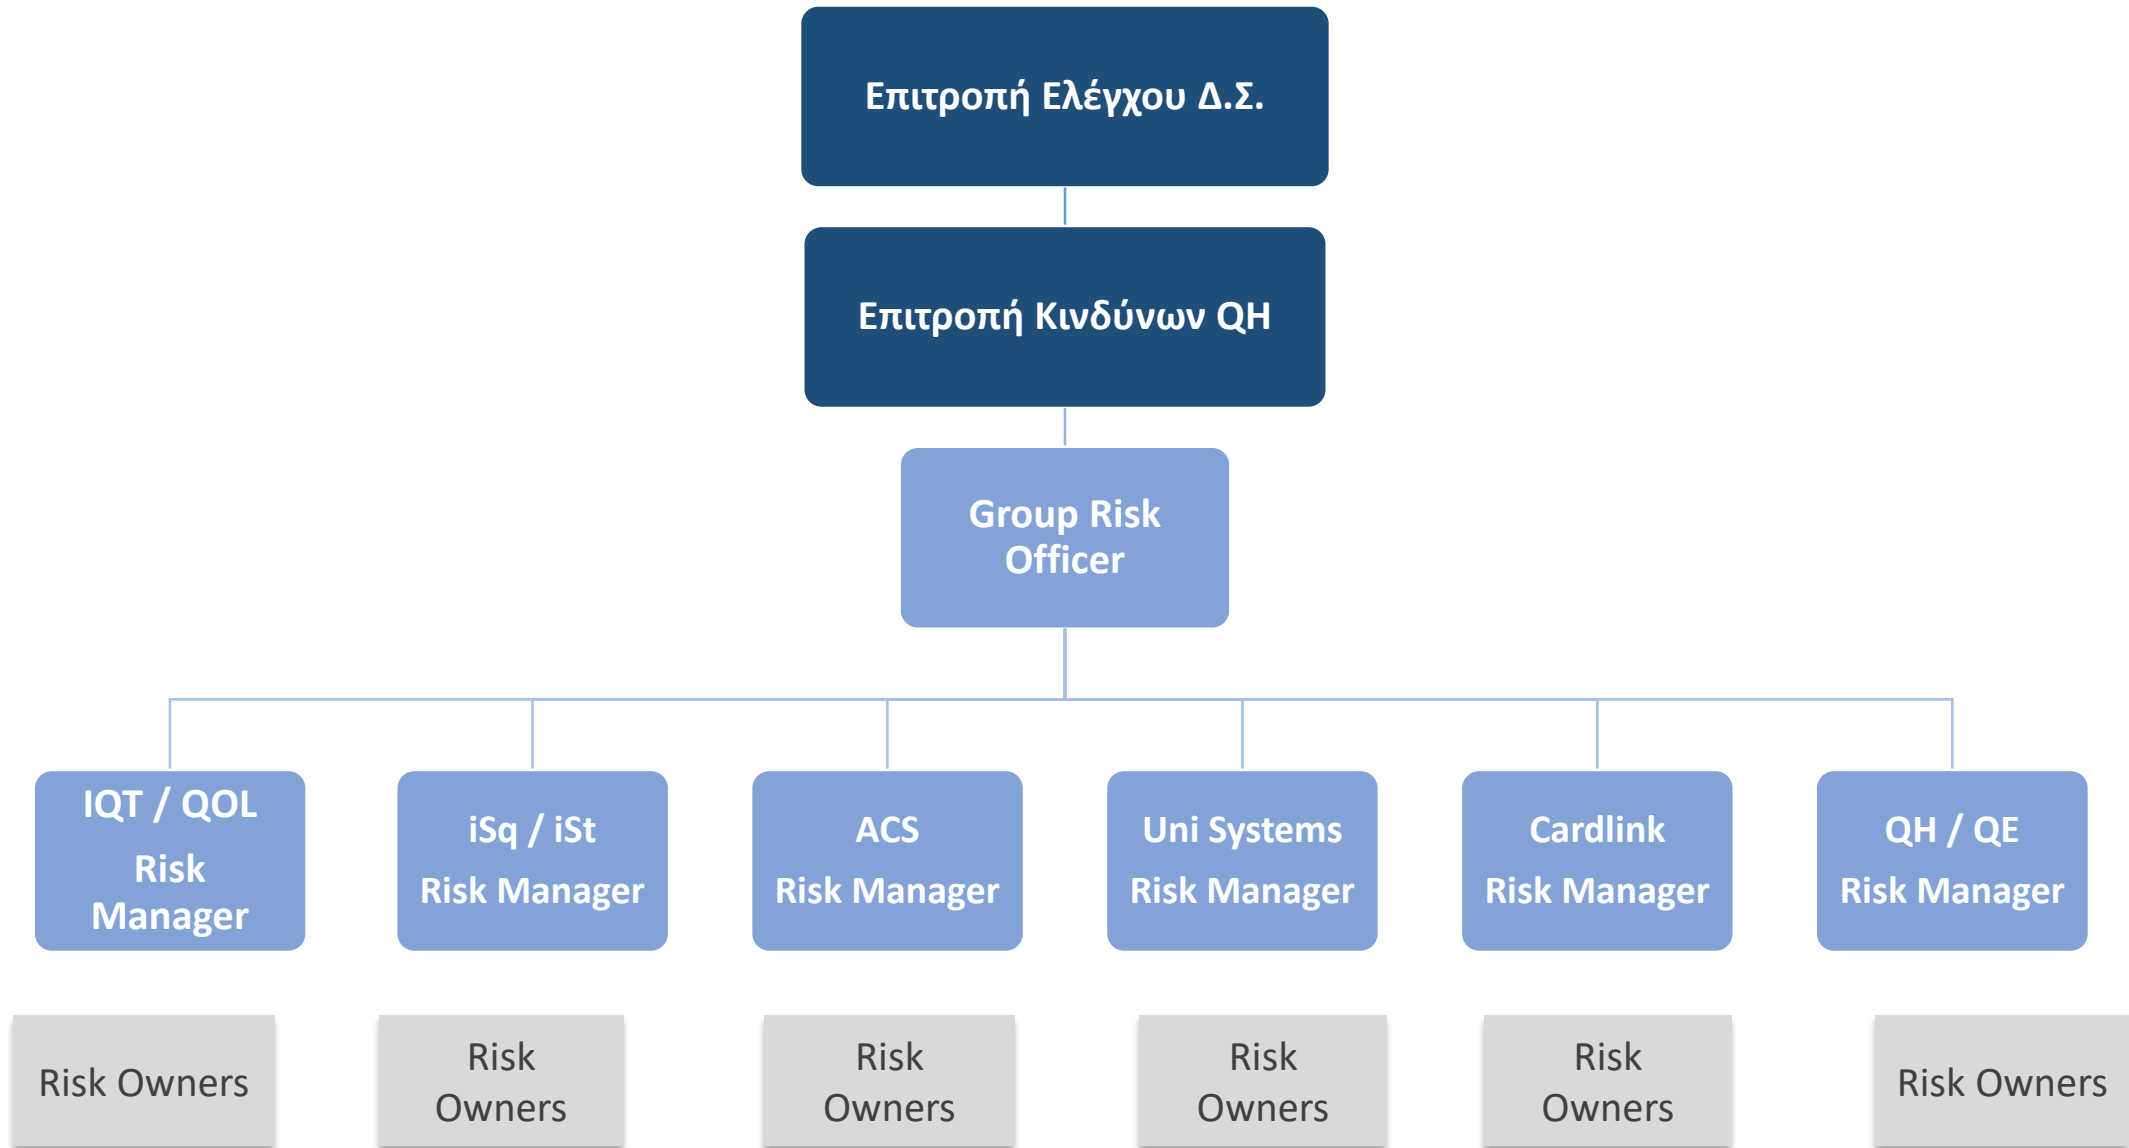 Επιτροπή Ελέγχου Δ.Σ.
Επιτροπή Κινδύνων QH
Group Risk
Officer
IQT / QOL
Risk
Manager
iSq / iSt
Risk Manager
ACS
Risk Manager
Uni Systems
Risk Manager
Cardlink
Risk Manager
QH / QE
Risk Manager
Risk Owners
Risk
Owners
Risk
Owners
Risk
Owners
Risk
Owners
Risk Owners